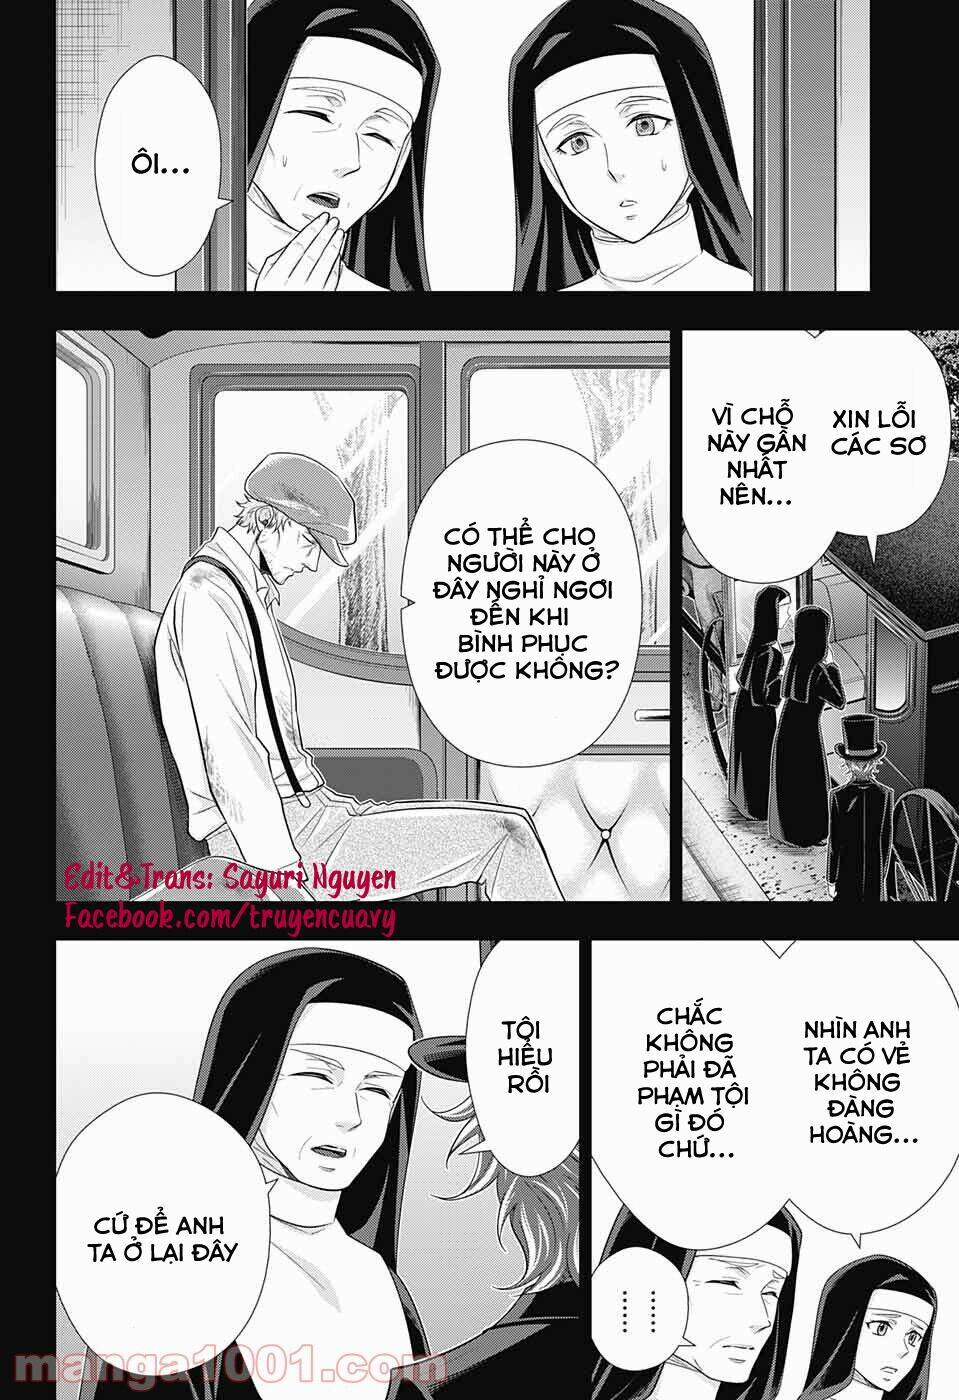 ÔI...
XIN LỖI
CÁC SƠ
VÌ CHỖ
NÀY GẦN
NHẤT
NÊN...
CÓ THỂ CHO
NGƯỜI NÀY Ở
ĐÂY NGHỈ NGƠI
ĐẾN KHI
BÌNH PHỤC
ĐƯỢC KHÔNG?
Edit&Trans: Sayuri Nguyen
Facebook.com/truyencuavy
NHÌN ANH
TA CÓ VẺ
KHÔNG
ĐÀNG
HOÀNG...
CHẮC
KHÔNG
PHẢI ĐÃ
PHẠM TỘI
GÌ ĐÓ
CHỨ...
......
TÔI
HIỂU
RỒI
CỨ ĐỂ ANH
TA Ở LẠI ĐÂY
manga1001.com